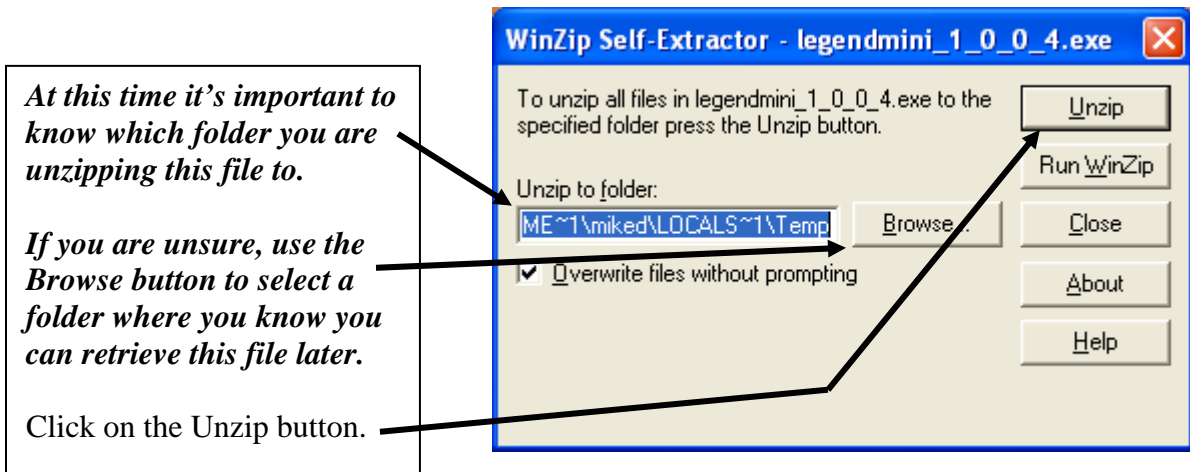 At this time it's important to
know which folder you are
unzipping this file to.
If you are unsure, use the
Browse button to select a
folder where you know you
can retrieve this file later.
Click on the Unzip button.
WinZip Self-Extractor - legendmini_1_0_0_4.exe
To unzip all files in legendmini_1_0_0_4.exe to the
specified folder press the Unzip button.
Unzip to folder:
ME~1\miked\LOCALS~1\Temp
Browse...
Overwrite files without prompting
Unzip
Run WinZip
Close
About
Help